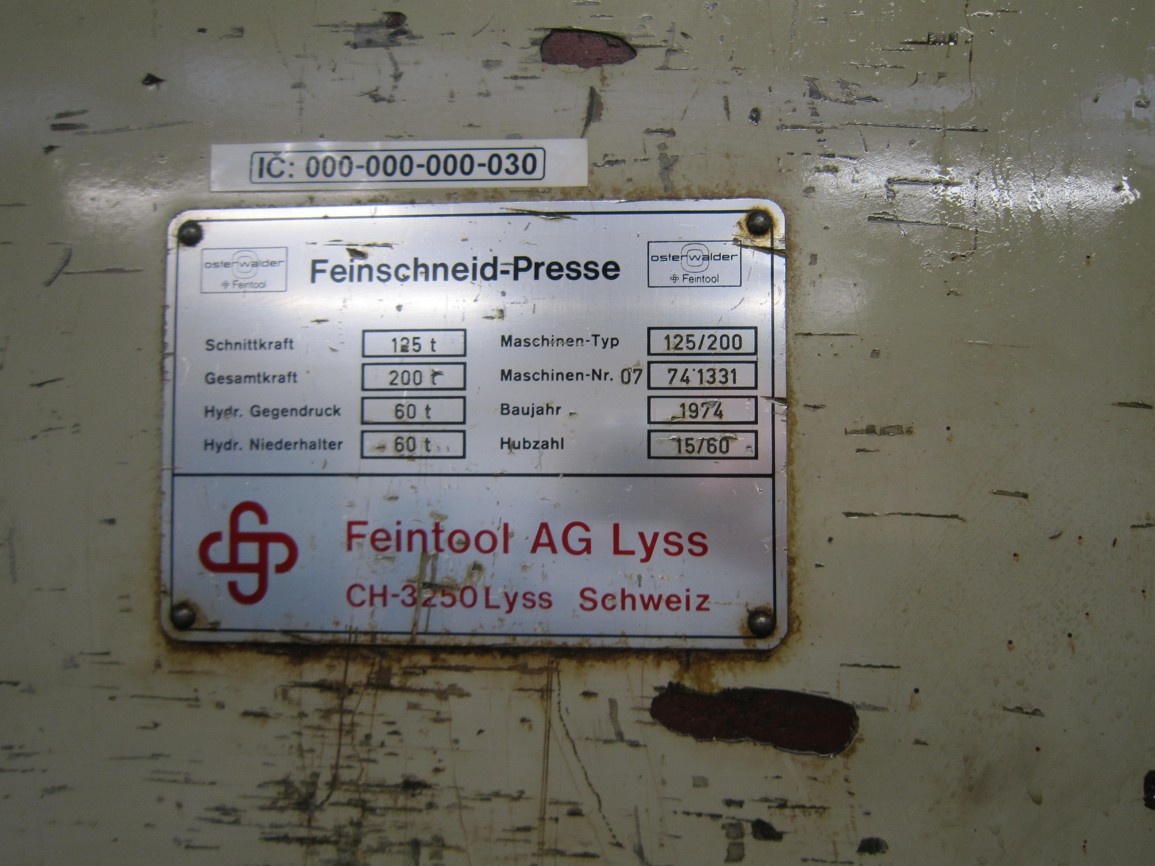 IČ: 000-000-000-030
osterwalder
Feintool
Feinschneid-Presse
osterwalder
Feintool
Schnittkraft 125 t Maschinen-Typ 125/200
Gesamtkraft 200 t Maschinen-Nr. 07 741331
Hydr. Gegendruck 60 t Baujahr 1974
Hydr. Niederhalter 60 t Hubzahl 15/60
Feintool AG Lyss
CH-3250 Lyss Schweiz